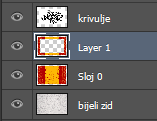 krivulje
Layer 1
Sloj 0
bijeli zid